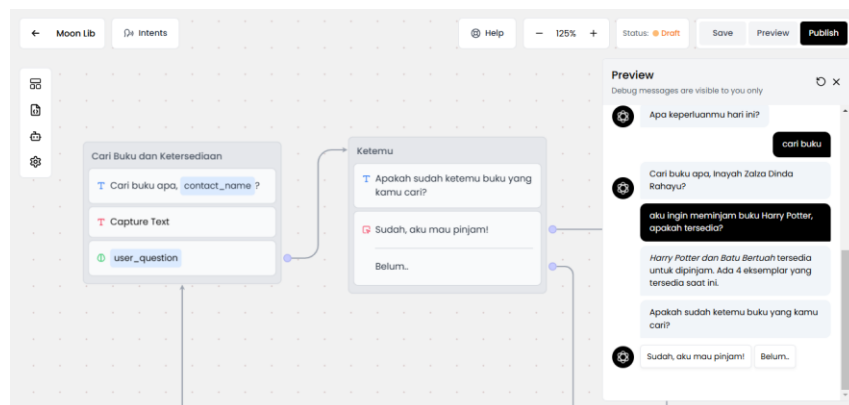 Moon Lib
Intents
Help
125%
Status: Draft
Save
Preview
Publish
Cari Buku dan Ketersediaan
Cari buku apa, contact_name ?
Capture Text
user_question
Ketemu
Apakah sudah ketemu buku yang
kamu cari?
Sudah, aku mau pinjam!
Belum..
Preview
Debug messages are visible to you only
Apa keperluanmu hari ini?
cari buku
Cari buku apa, Inayah Zalza Dinda
Rahayu?
aku ingin meminjam buku Harry Potter,
apakah tersedia?
Harry Potter dan Batu Bertuah tersedia
untuk dipinjam. Ada 4 eksemplar yang
tersedia saat ini.
Apakah sudah ketemu buku yang kamu
cari?
Sudah, aku mau pinjam!
Belum..